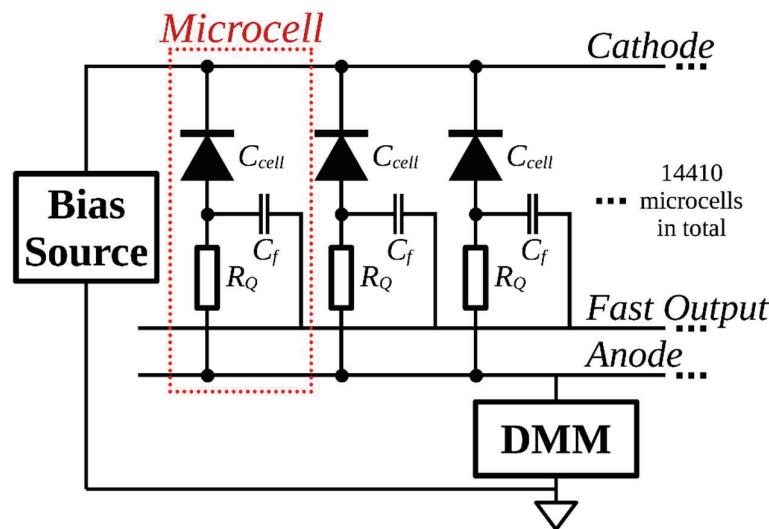 Microcell
Cathode
C_cell
C_cell
C_cell
14410
microcells
in total
Bias
Source
C_f
C_f
C_f
R_Q
R_Q
R_Q
Fast Output
Anode
DMM